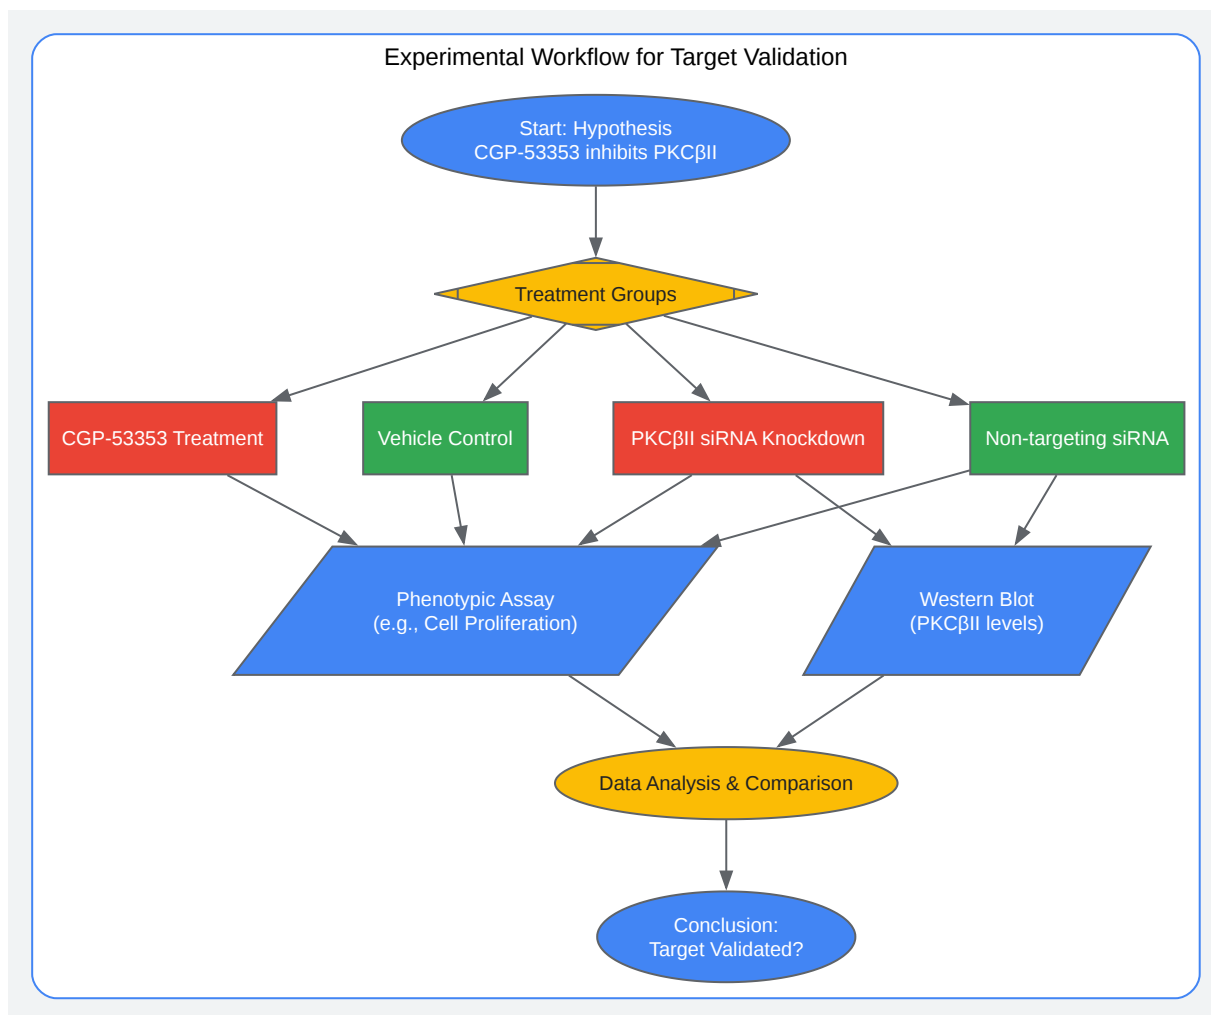 Experimental Workflow for Target Validation
Start: Hypothesis
CGP-53353 inhibits PKCβII
Treatment Groups
CGP-53353 Treatment
Vehicle Control
PKCβII siRNA Knockdown
Non-targeting siRNA
Phenotypic Assay
(e.g., Cell Proliferation)
Western Blot
(PKCβII levels)
Data Analysis & Comparison
Conclusion:
Target Validated?